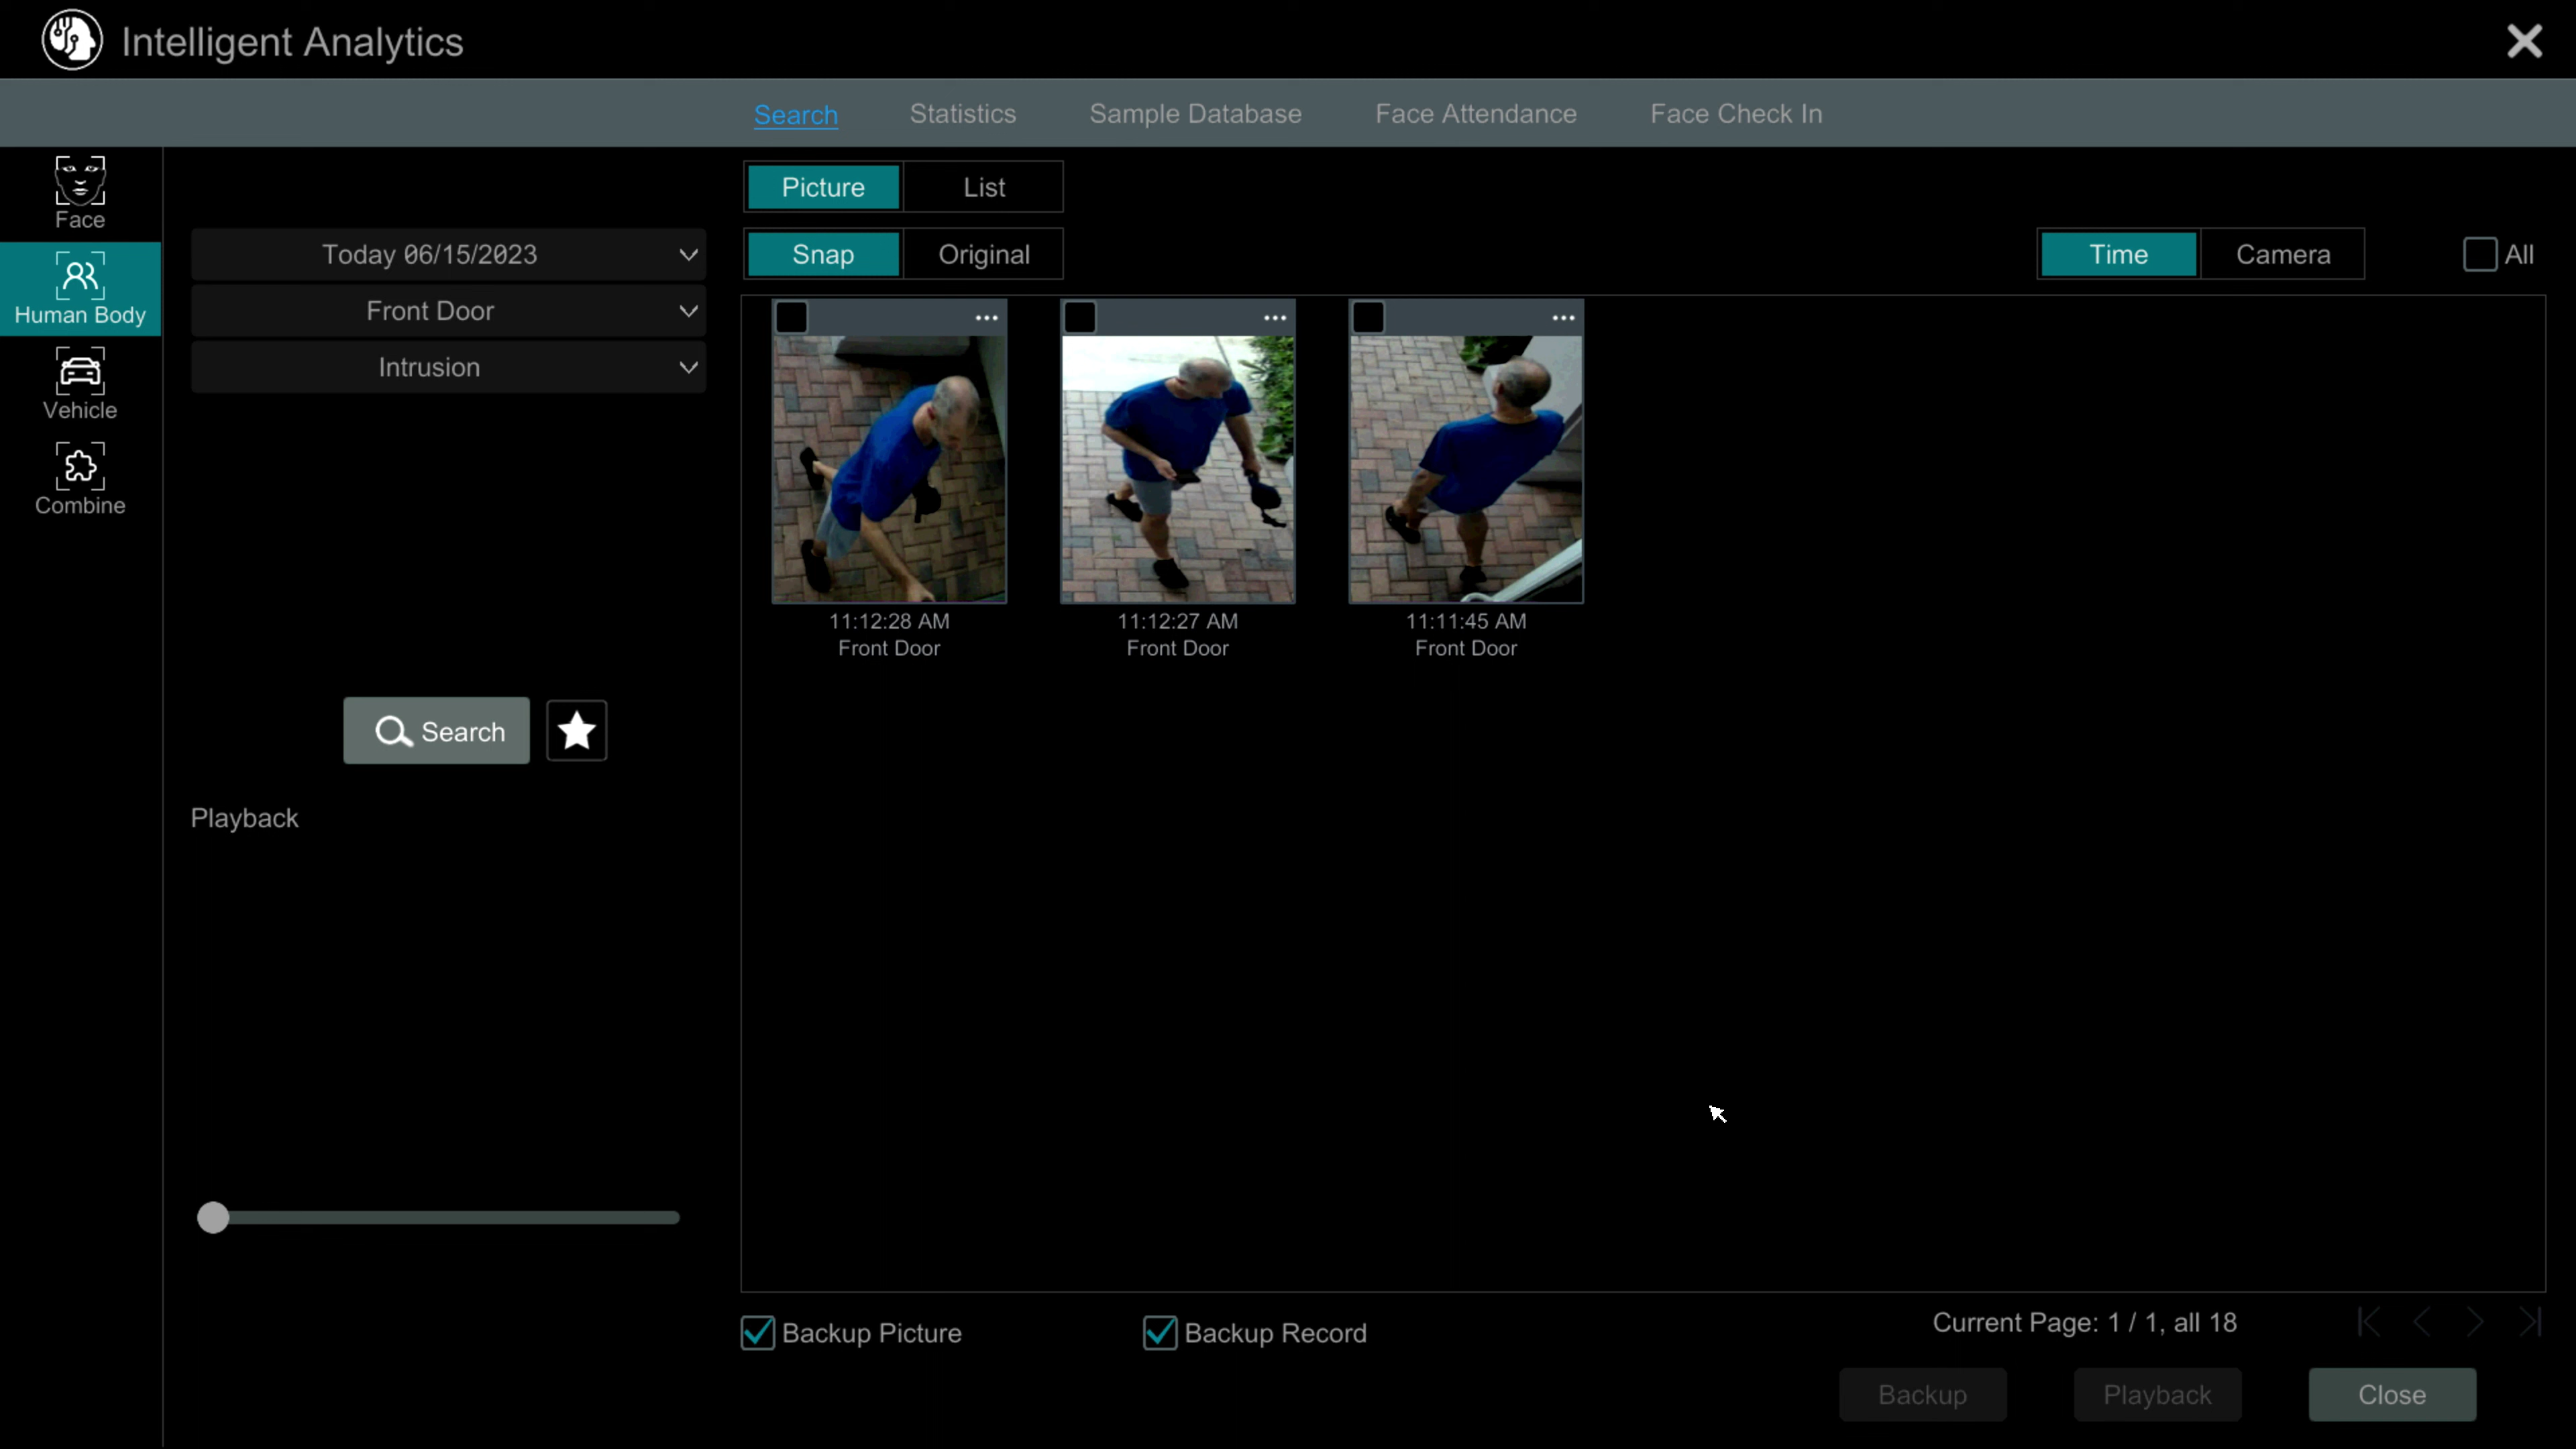 Intelligent Analytics
Search Statistics Sample Database Face Attendance Face Check In
Face
Human Body
Vehicle
Combine
Today 06/15/2023
Front Door
Intrusion
Search
Playback
Picture List
Snap Original
Time Camera All
11:12:28 AM 11:12:27 AM 11:11:45 AM
Front Door Front Door Front Door
Backup Picture Backup Record
Current Page: 1 / 1, all 18
Backup Playback Close